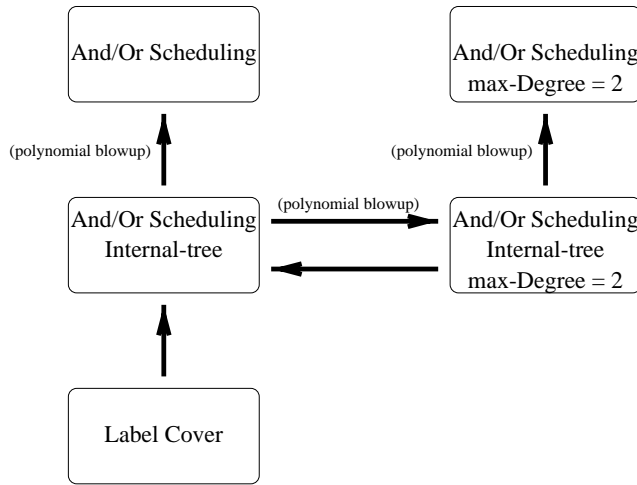 And/Or Scheduling
And/Or Scheduling
max-Degree = 2
(polynomial blowup)
(polynomial blowup)
And/Or Scheduling
Internal-tree
(polynomial blowup)
And/Or Scheduling
Internal-tree
max-Degree = 2
Label Cover